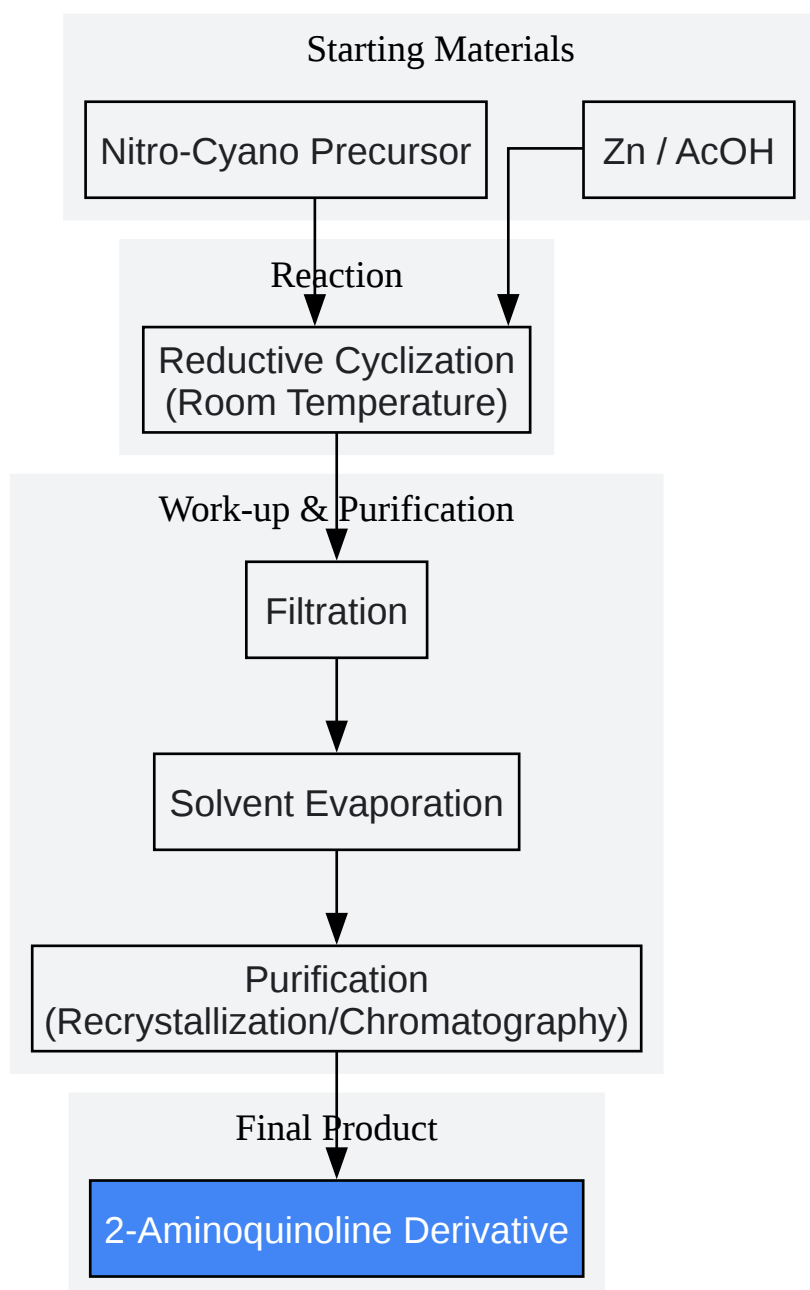 Starting Materials
Nitro-Cyano Precursor
Zn / AcOH
Reaction
Reductive Cyclization
(Room Temperature)
Work-up & Purification
Filtration
Solvent Evaporation
Purification
(Recrystallization/Chromatography)
Final Product
2-Aminoquinoline Derivative